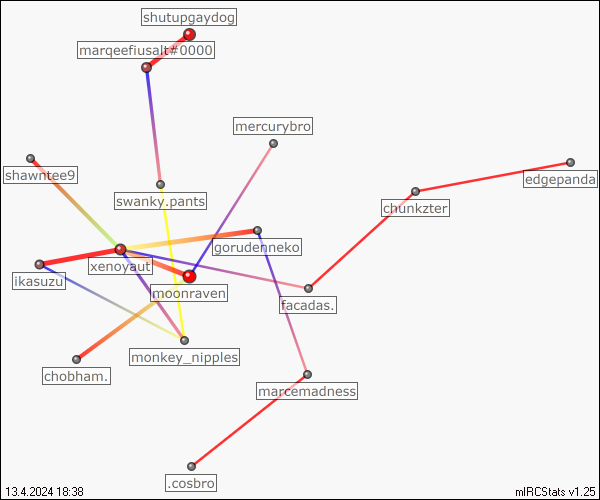 shutupgaydog
marqeefiusalt#0000
mercurybro
shawntee9
edgepanda
swanky.pants
chunkzter
gorudenneko
xenoyaut
ikasuzu
moonraven
facadas.
monkey_nipples
chobham.
marcemadness
.cosbro
13.4.2024 18:38
mIRCStats v1.25